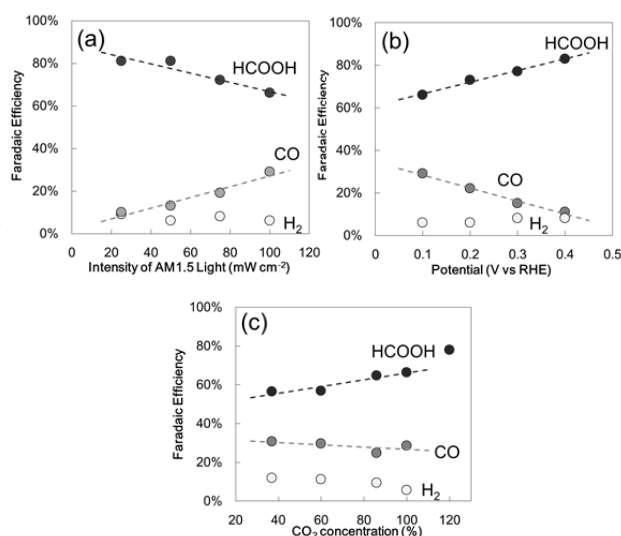 (a)
100%
80%
60%
40%
20%
0%
Faradaic Efficiency
HCOOH
CO
H2
0 20 40 60 80 100 120
Intensity of AM1.5 Light (mW cm-2)
(b)
100%
80%
60%
40%
20%
0%
Faradaic Efficiency
HCOOH
CO
H2
0.0 0.1 0.2 0.3 0.4 0.5
Potential (V vs RHE)
(c)
100%
80%
60%
40%
20%
0%
Faradaic Efficiency
HCOOH
CO
H2
20 40 60 80 100 120
CO2 concentration (%)